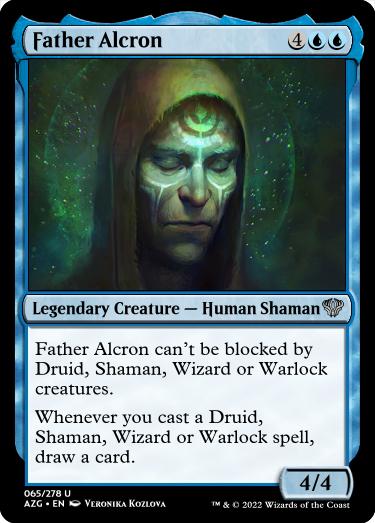 Father Alcron 4
Legendary Creature — Human Shaman
Father Alcron can't be blocked by
Druid, Shaman, Wizard or Warlock
creatures.
Whenever you cast a Druid,
Shaman, Wizard or Warlock spell,
draw a card.
4/4
065/278 U
AZG • EN Veronika Kozlova ™ & © 2022 Wizards of the Coast